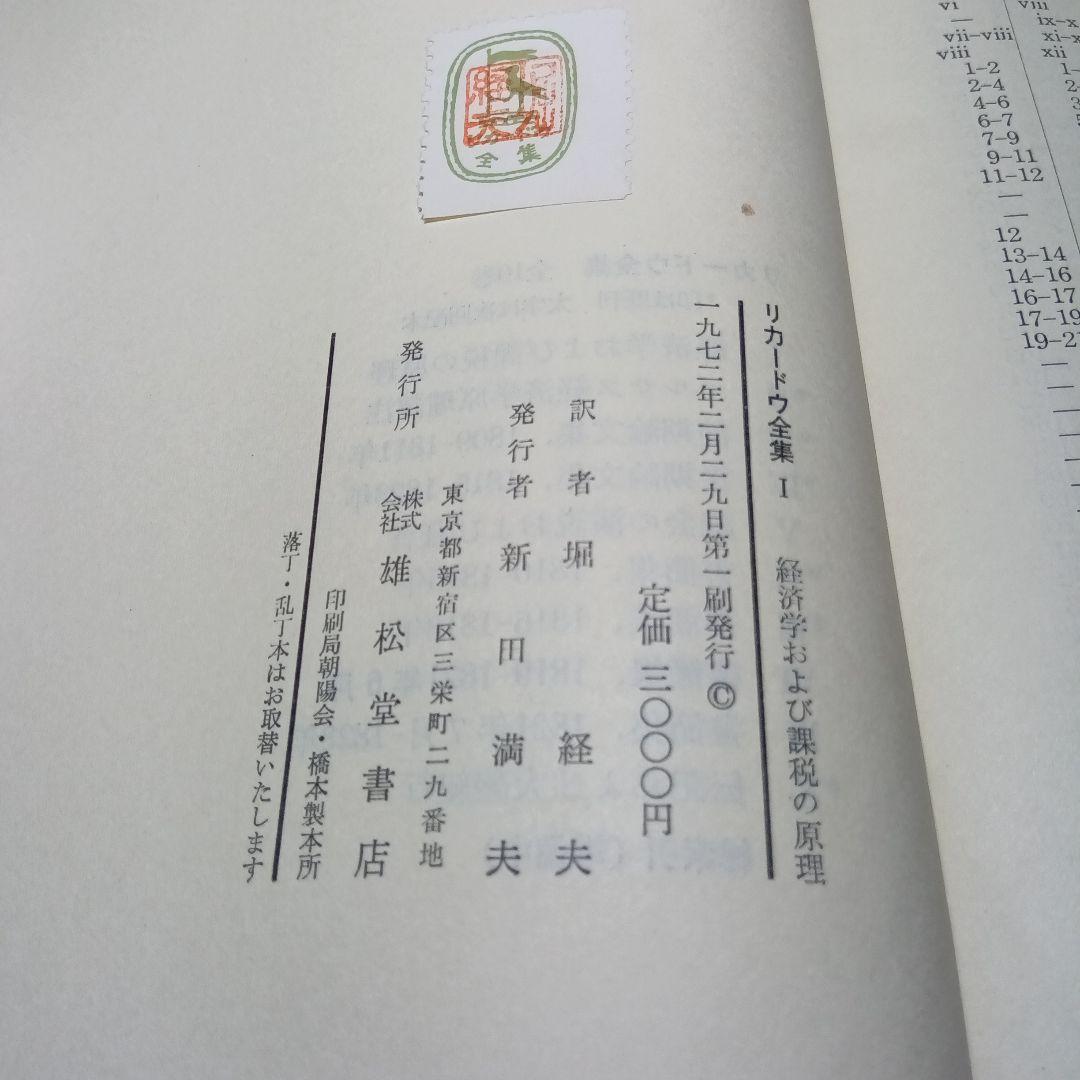 リカードウ全集 I 経済学および課税の原理
一九七二年二月二九日第一刷発行 ©
定価 三〇〇〇円
訳者 堀経夫
発行者 新田満夫
東京都新宿区三栄町二九番地
発行所 株式会社 雄松堂書店
印刷局朝陽会・橋本製本所
落丁・乱丁本はお取替いたします
全集
vi
—
vii–viii
viii
1–2
2–4
4–6
6–7
7–9
9–11
11–12
—
—
12
13–14
14–16
16–17
17–19
viii
ix–x
xii